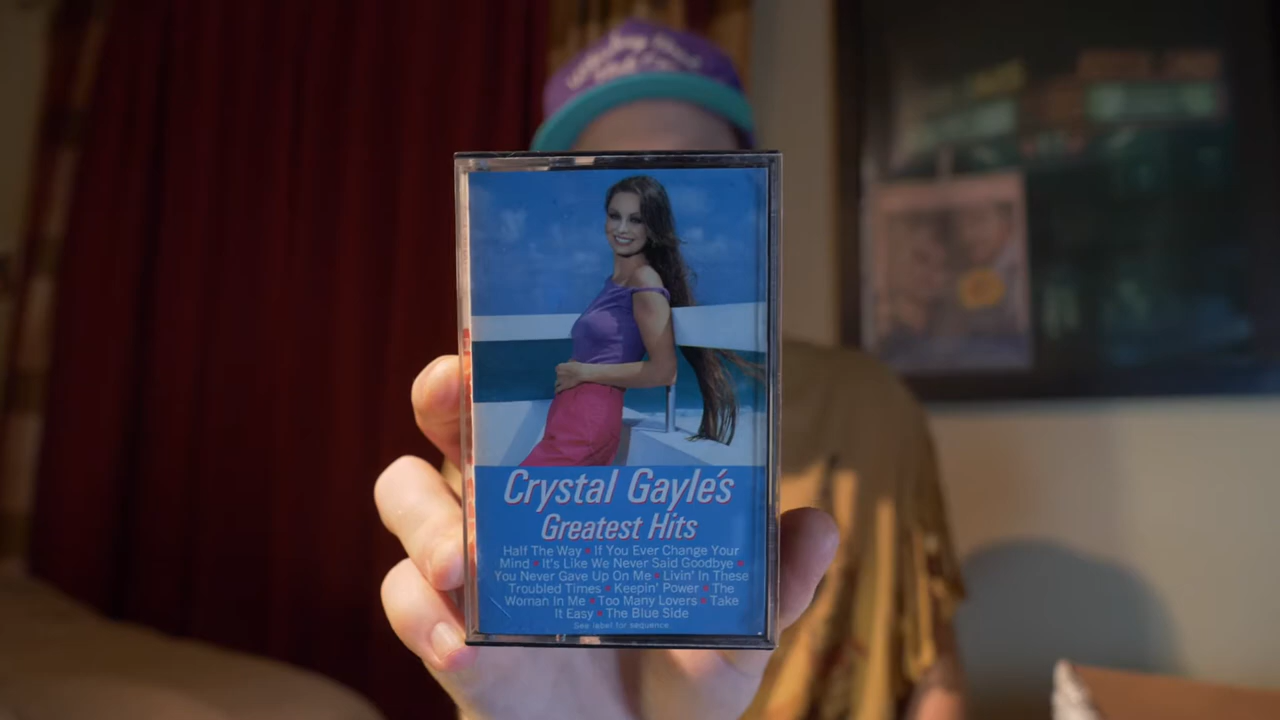 Crystal Gayle's
Greatest Hits
Half The Way • If You Ever Change Your
Mind • It's Like We Never Said Goodbye •
You Never Gave Up On Me • Livin' In These
Troubled Times • Keepin' Power • The
Woman In Me • Too Many Lovers • Take
It Easy • The Blue Side
See label for sequence